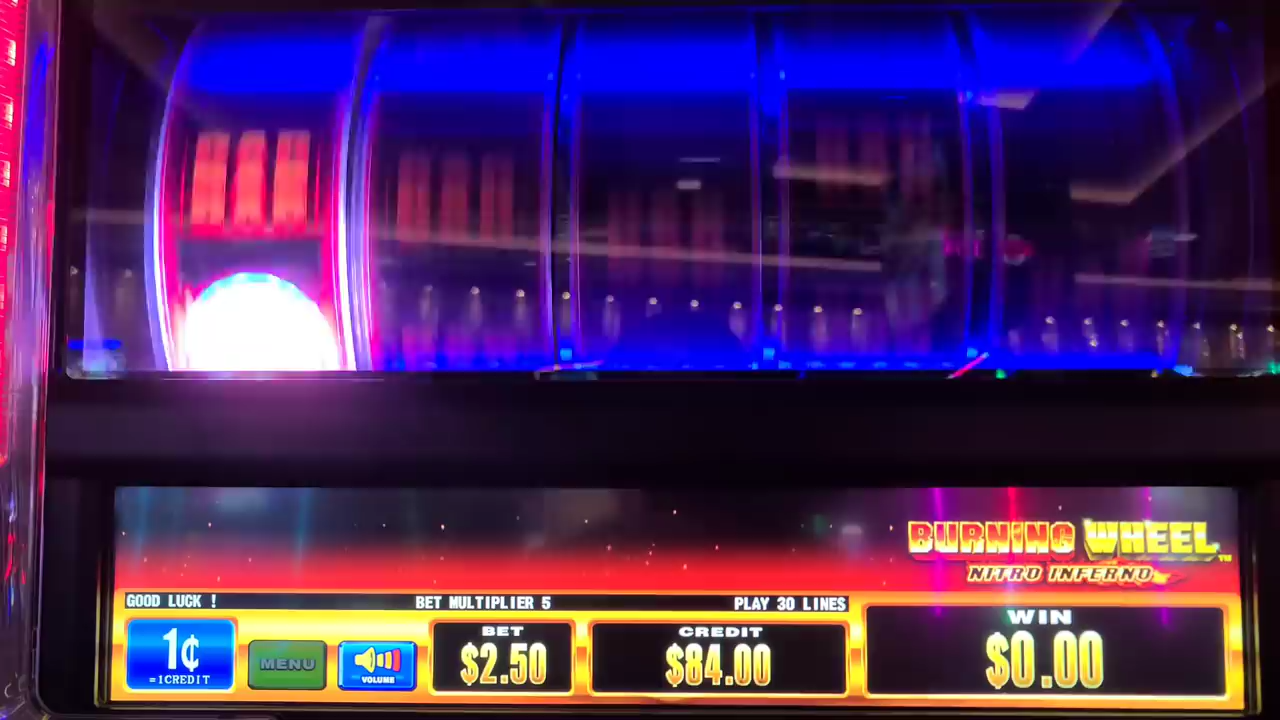 BURNING WHEEL™
NITRO INFERNO
GOOD LUCK ! BET MULTIPLIER 5 PLAY 30 LINES
1¢
=1CREDIT
MENU
VOLUME
BET
$2.50
CREDIT
$84.00
WIN
$0.00